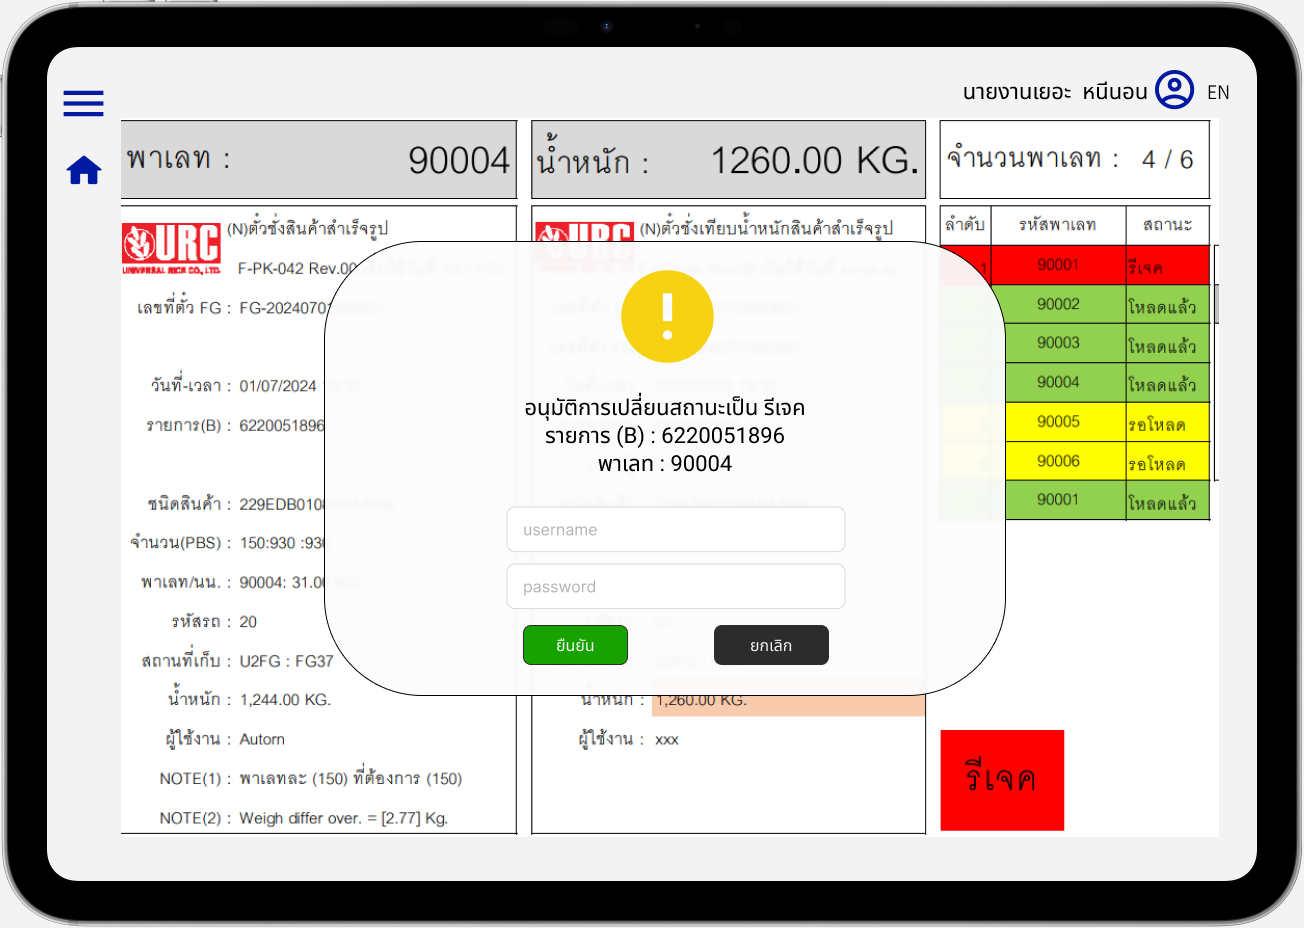 นายงานเยอะ หนีนอน EN
พาเลท : 90004
น้ำหนัก : 1260.00 KG.
จำนวนพาเลท : 4 / 6
URC
UNIVERSAL RICE CO., LTD.
(N)ตั๋วชั่งสินค้าสำเร็จรูป
F-PK-042 Rev.00
เลขที่ตั๋ว FG : FG-2024070
วันที่-เวลา : 01/07/2024
รายการ(B) : 6220051896
ชนิดสินค้า : 229EDB010
จำนวน(PBS) : 150:930 :93
พาเลท/นน. : 90004: 31.0
รหัสรถ : 20
สถานที่เก็บ : U2FG : FG37
น้ำหนัก : 1,244.00 KG.
ผู้ใช้งาน : Autorn
NOTE(1) : พาเลทละ (150) ที่ต้องการ (150)
NOTE(2) : Weigh differ over. = [2.77] Kg.
URC
(N)ตั๋วชั่งเทียบน้ำหนักสินค้าสำเร็จรูป
น้ำหนัก : 1,260.00 KG.
ผู้ใช้งาน : xxx
อนุมัติการเปลี่ยนสถานะเป็น รีเจค
รายการ (B) : 6220051896
พาเลท : 90004
username
password
ยืนยัน
ยกเลิก
ลำดับ รหัสพาเลท สถานะ
1 90001 รีเจค
90002 โหลดแล้ว
90003 โหลดแล้ว
90004 โหลดแล้ว
90005 รอโหลด
90006 รอโหลด
90001 โหลดแล้ว
รีเจค